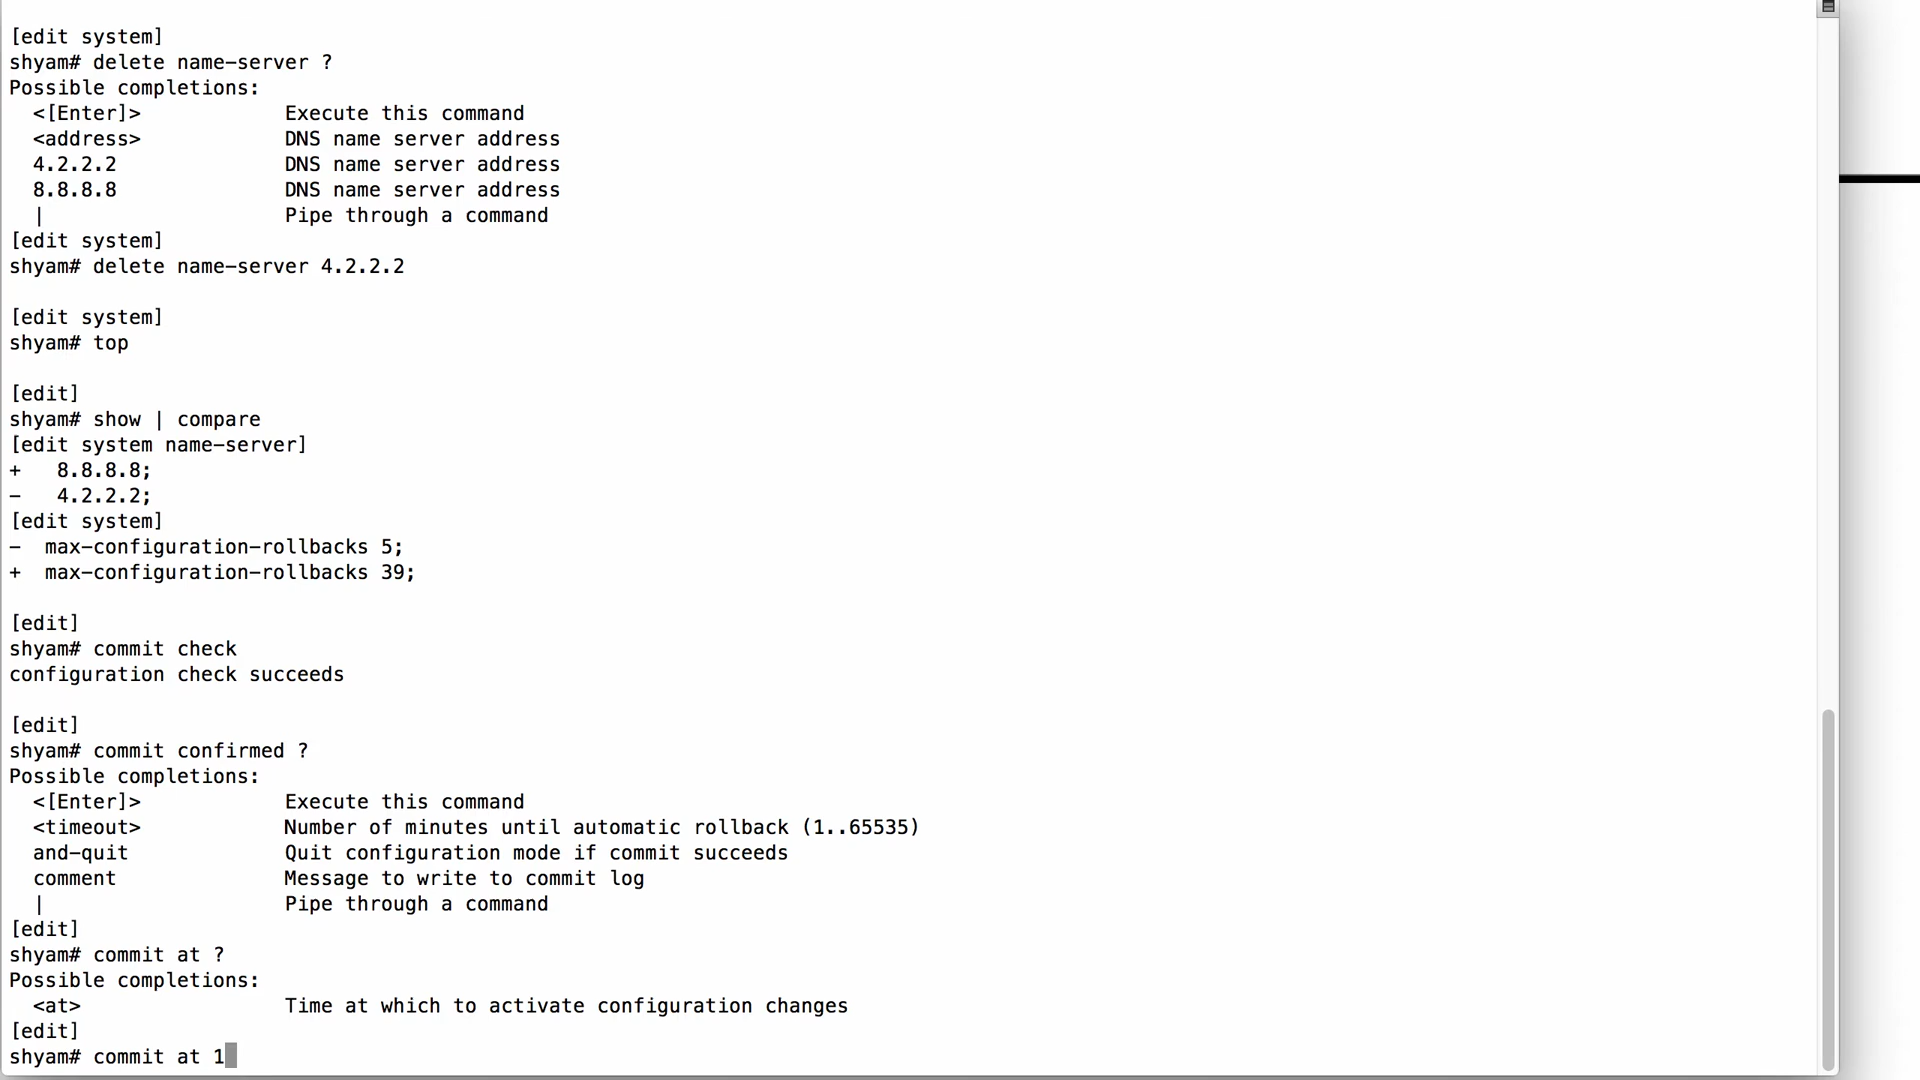 [edit system]
shyam# delete name-server ?
Possible completions:
  <[Enter]>            Execute this command
  <address>            DNS name server address
  4.2.2.2              DNS name server address
  8.8.8.8              DNS name server address
  |                    Pipe through a command
[edit system]
shyam# delete name-server 4.2.2.2

[edit system]
shyam# top

[edit]
shyam# show | compare
[edit system name-server]
+   8.8.8.8;
-   4.2.2.2;
[edit system]
-  max-configuration-rollbacks 5;
+  max-configuration-rollbacks 39;

[edit]
shyam# commit check
configuration check succeeds

[edit]
shyam# commit confirmed ?
Possible completions:
  <[Enter]>            Execute this command
  <timeout>            Number of minutes until automatic rollback (1..65535)
  and-quit             Quit configuration mode if commit succeeds
  comment              Message to write to commit log
  |                    Pipe through a command
[edit]
shyam# commit at ?
Possible completions:
  <at>                 Time at which to activate configuration changes
[edit]
shyam# commit at 1